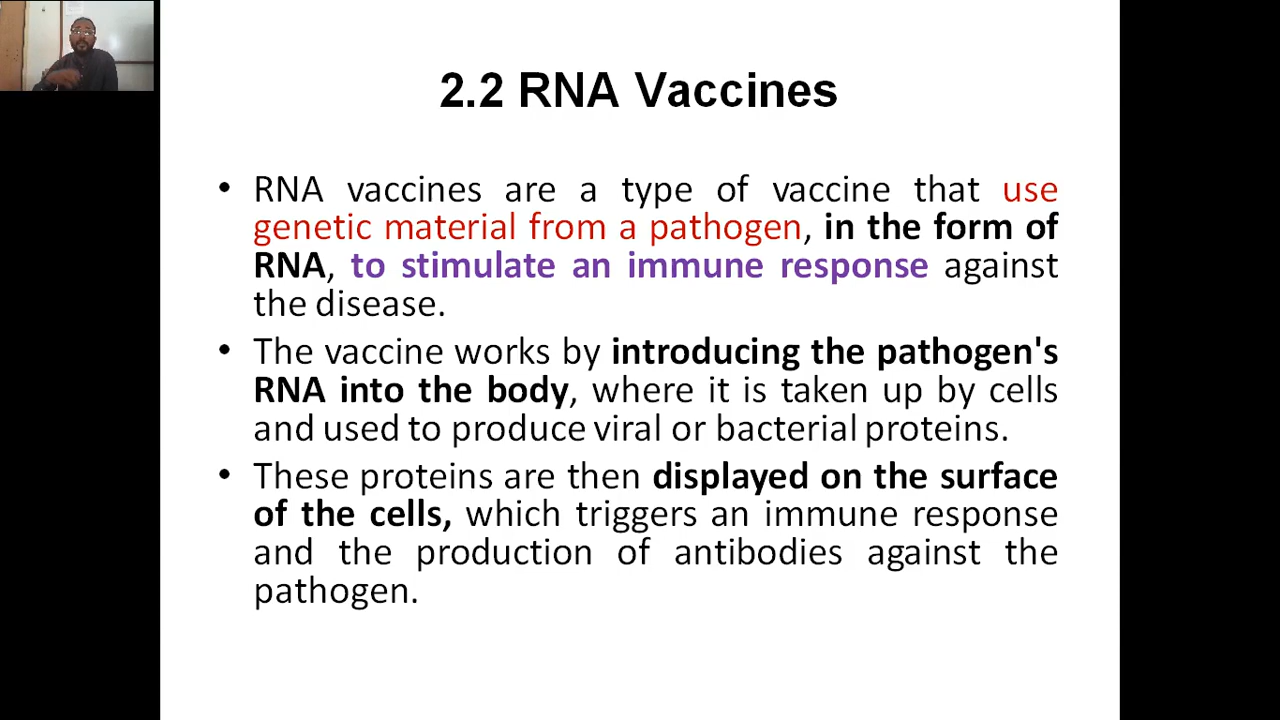 2.2 RNA Vaccines
• RNA vaccines are a type of vaccine that use
genetic material from a pathogen, in the form of
RNA, to stimulate an immune response against
the disease.
• The vaccine works by introducing the pathogen's
RNA into the body, where it is taken up by cells
and used to produce viral or bacterial proteins.
• These proteins are then displayed on the surface
of the cells, which triggers an immune response
and the production of antibodies against the
pathogen.